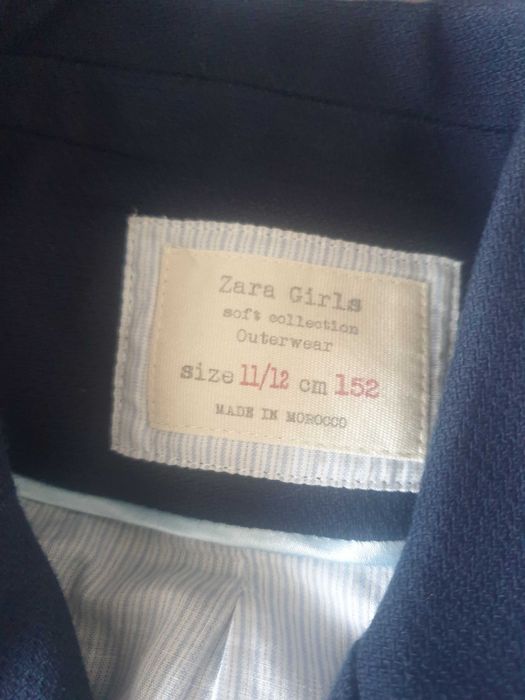 Zara Girls
soft collection
Outerwear
size 11/12 cm 152
MADE IN MOROCCO